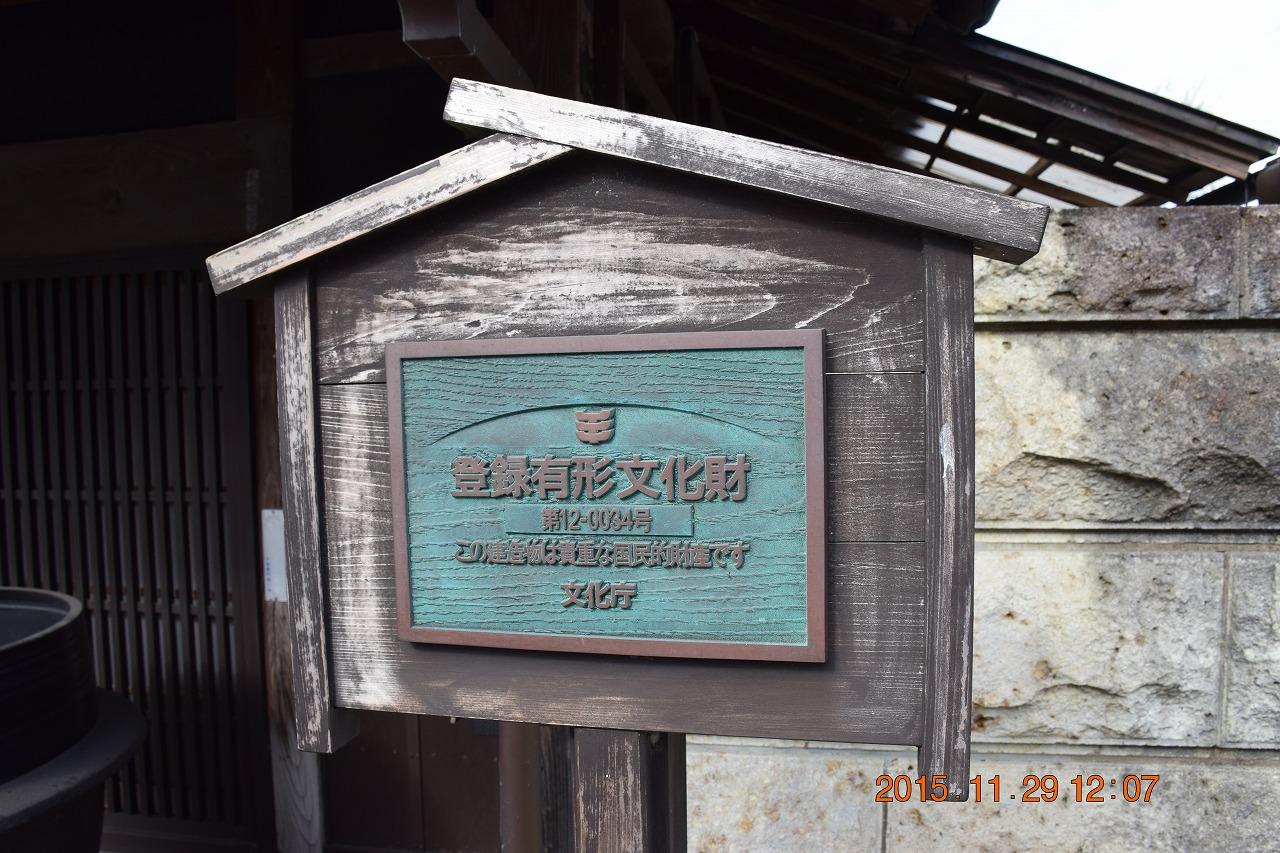 登録有形文化財
第12-0034号
この建造物は貴重な国民的財産です
文化庁
2015.11.29 12:07